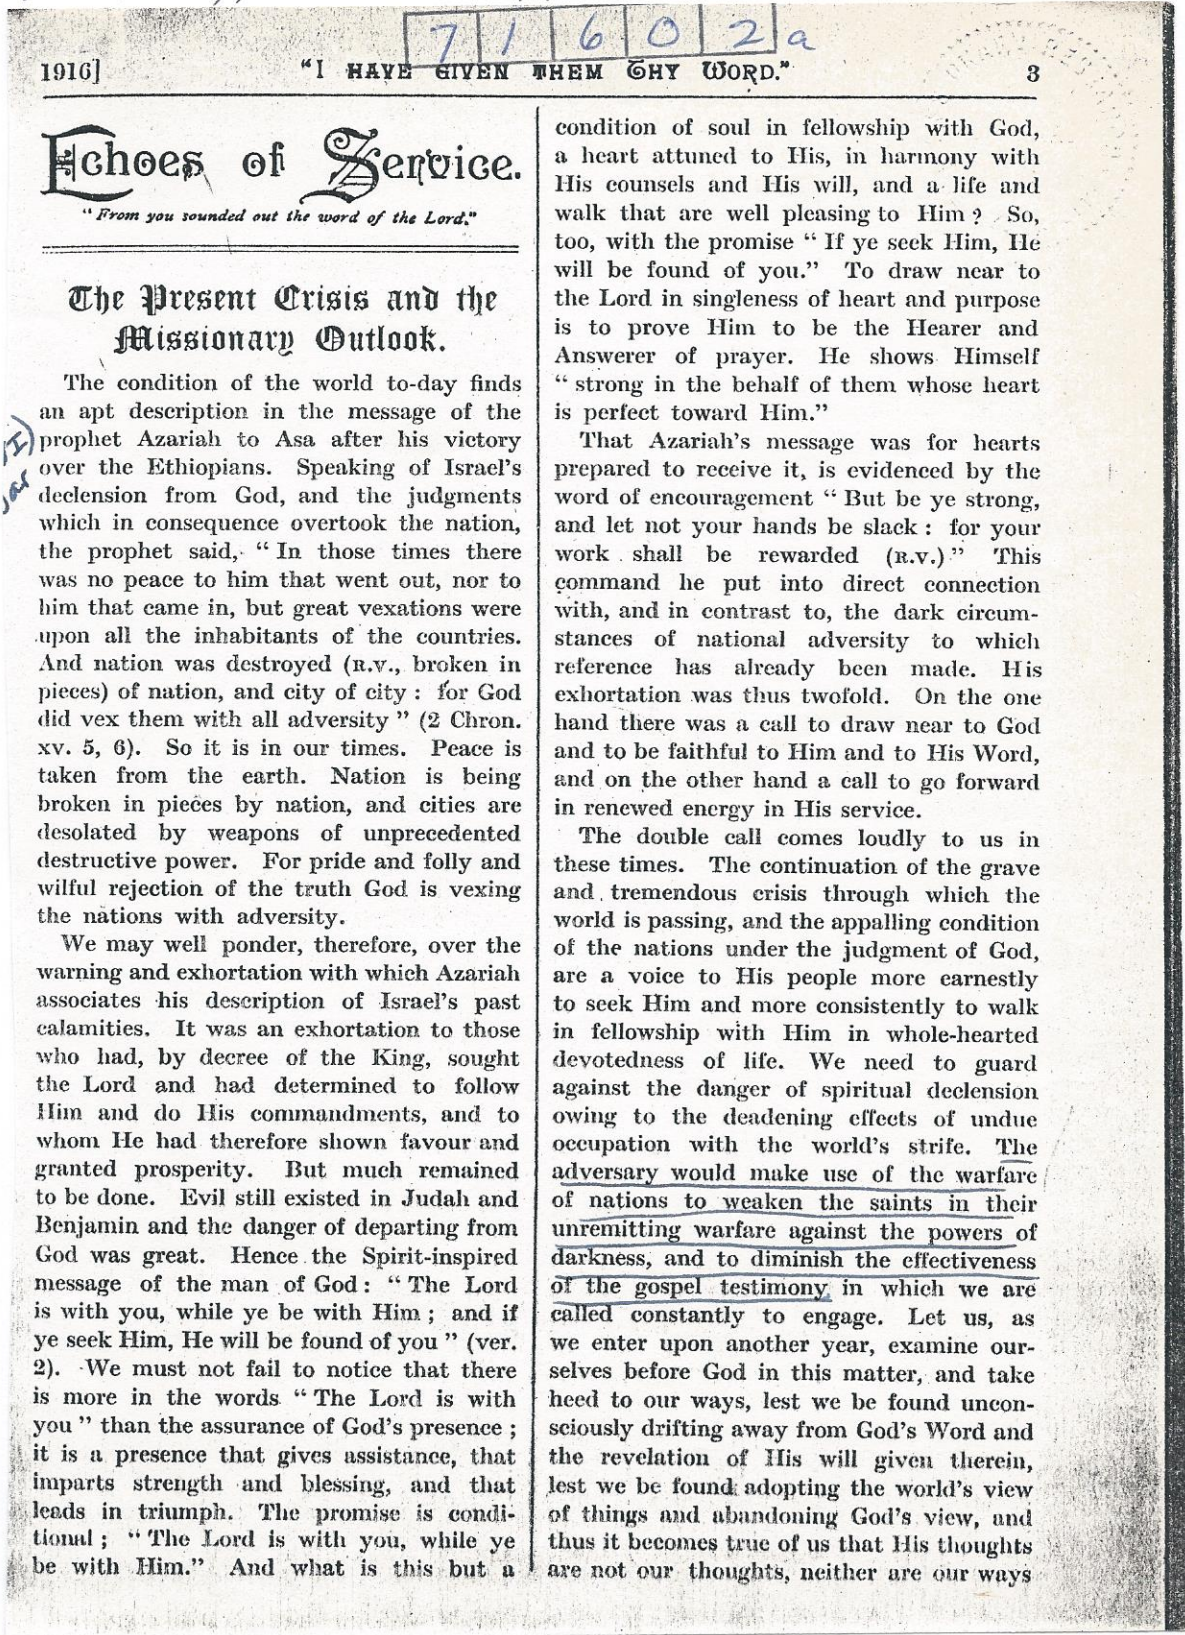 71602a
1916] "I HAVE GIVEN THEM THY WORD." 3
Echoes of Service.
"From you sounded out the word of the Lord."
The Present Crisis and the
Missionary Outlook.
The condition of the world to-day finds
an apt description in the message of the
prophet Azariah to Asa after his victory
over the Ethiopians. Speaking of Israel's
declension from God, and the judgments
which in consequence overtook the nation,
the prophet said, "In those times there
was no peace to him that went out, nor to
him that came in, but great vexations were
upon all the inhabitants of the countries.
And nation was destroyed (R.V., broken in
pieces) of nation, and city of city : for God
did vex them with all adversity" (2 Chron.
xv. 5, 6). So it is in our times. Peace is
taken from the earth. Nation is being
broken in pieces by nation, and cities are
desolated by weapons of unprecedented
destructive power. For pride and folly and
wilful rejection of the truth God is vexing
the nations with adversity.
We may well ponder, therefore, over the
warning and exhortation with which Azariah
associates his description of Israel's past
calamities. It was an exhortation to those
who had, by decree of the King, sought
the Lord and had determined to follow
Him and do His commandments, and to
whom He had therefore shown favour and
granted prosperity. But much remained
to be done. Evil still existed in Judah and
Benjamin and the danger of departing from
God was great. Hence the Spirit-inspired
message of the man of God : "The Lord
is with you, while ye be with Him ; and if
ye seek Him, He will be found of you" (ver.
2). We must not fail to notice that there
is more in the words "The Lord is with
you" than the assurance of God's presence ;
it is a presence that gives assistance, that
imparts strength and blessing, and that
leads in triumph. The promise is condi-
tional ; "The Lord is with you, while ye
be with Him." And what is this but a
condition of soul in fellowship with God,
a heart attuned to His, in harmony with
His counsels and His will, and a life and
walk that are well pleasing to Him ? So,
too, with the promise "If ye seek Him, He
will be found of you." To draw near to
the Lord in singleness of heart and purpose
is to prove Him to be the Hearer and
Answerer of prayer. He shows Himself
"strong in the behalf of them whose heart
is perfect toward Him."
That Azariah's message was for hearts
prepared to receive it, is evidenced by the
word of encouragement "But be ye strong,
and let not your hands be slack : for your
work shall be rewarded (R.V.)" This
command he put into direct connection
with, and in contrast to, the dark circum-
stances of national adversity to which
reference has already been made. His
exhortation was thus twofold. On the one
hand there was a call to draw near to God
and to be faithful to Him and to His Word,
and on the other hand a call to go forward
in renewed energy in His service.
The double call comes loudly to us in
these times. The continuation of the grave
and tremendous crisis through which the
world is passing, and the appalling condition
of the nations under the judgment of God,
are a voice to His people more earnestly
to seek Him and more consistently to walk
in fellowship with Him in whole-hearted
devotedness of life. We need to guard
against the danger of spiritual declension
owing to the deadening effects of undue
occupation with the world's strife. The
adversary would make use of the warfare
of nations to weaken the saints in their
unremitting warfare against the powers of
darkness, and to diminish the effectiveness
of the gospel testimony in which we are
called constantly to engage. Let us, as
we enter upon another year, examine our-
selves before God in this matter, and take
heed to our ways, lest we be found uncon-
sciously drifting away from God's Word and
the revelation of His will given therein,
lest we be found adopting the world's view
of things and abandoning God's view, and
thus it becomes true of us that His thoughts
are not our thoughts, neither are our ways